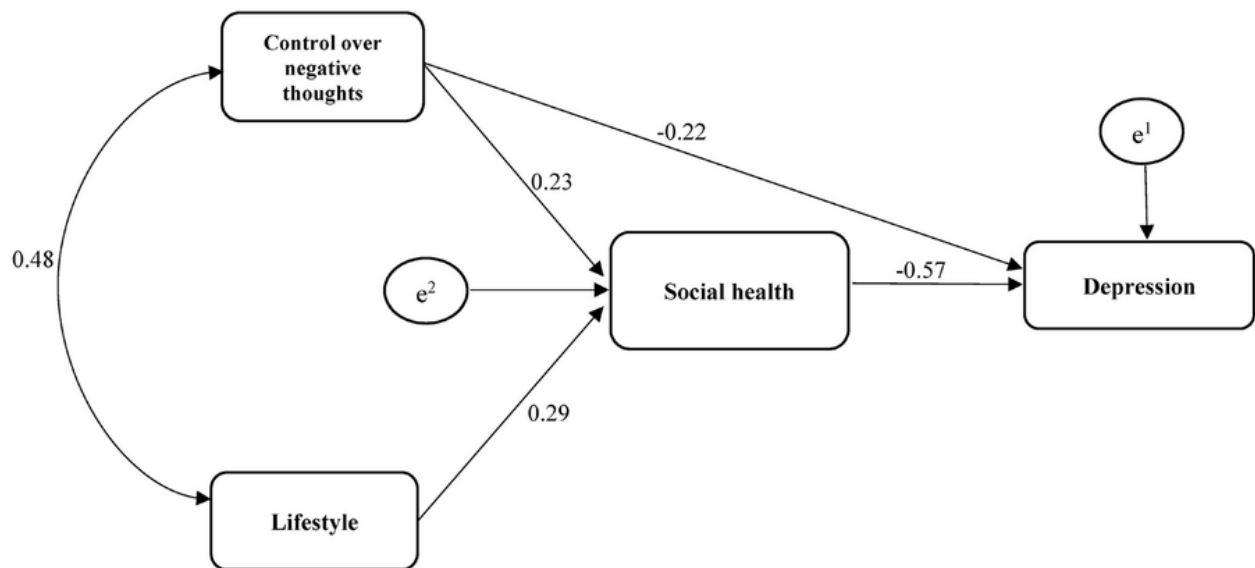 Control over
negative
thoughts
-0.22
e¹
0.23
0.48
Social health
-0.57
Depression
e²
0.29
Lifestyle